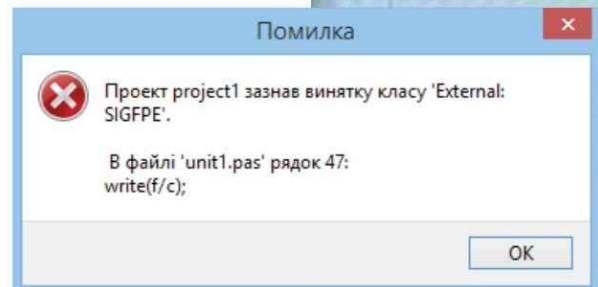 Помилка
Проект project1 зазнав винятку класу 'External:
SIGFPE'.
В файлі 'unit1.pas' рядок 47:
write(f/c);
OK